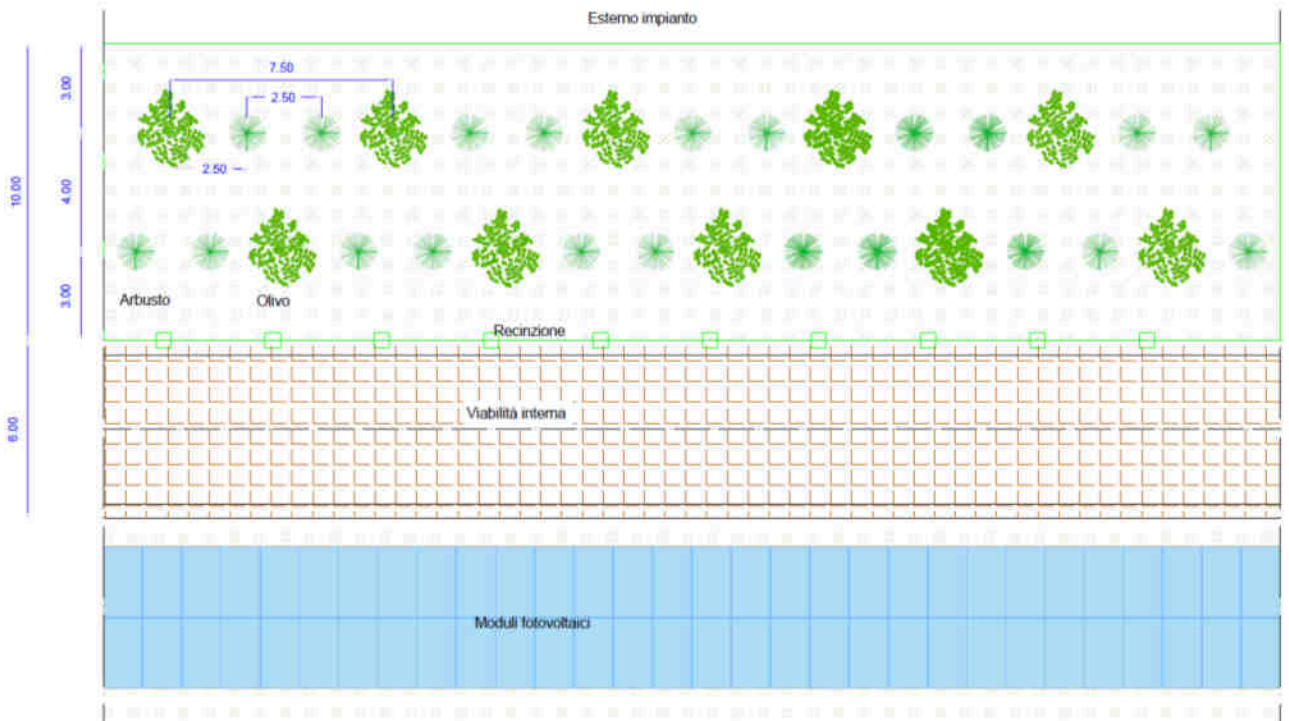 Esterno impianto
7.50
2.50
2.50
3.00
10.00
4.00
3.00
Arbusto
Olivo
Recinzione
Viabilità interna
6.00
Moduli fotovoltaici